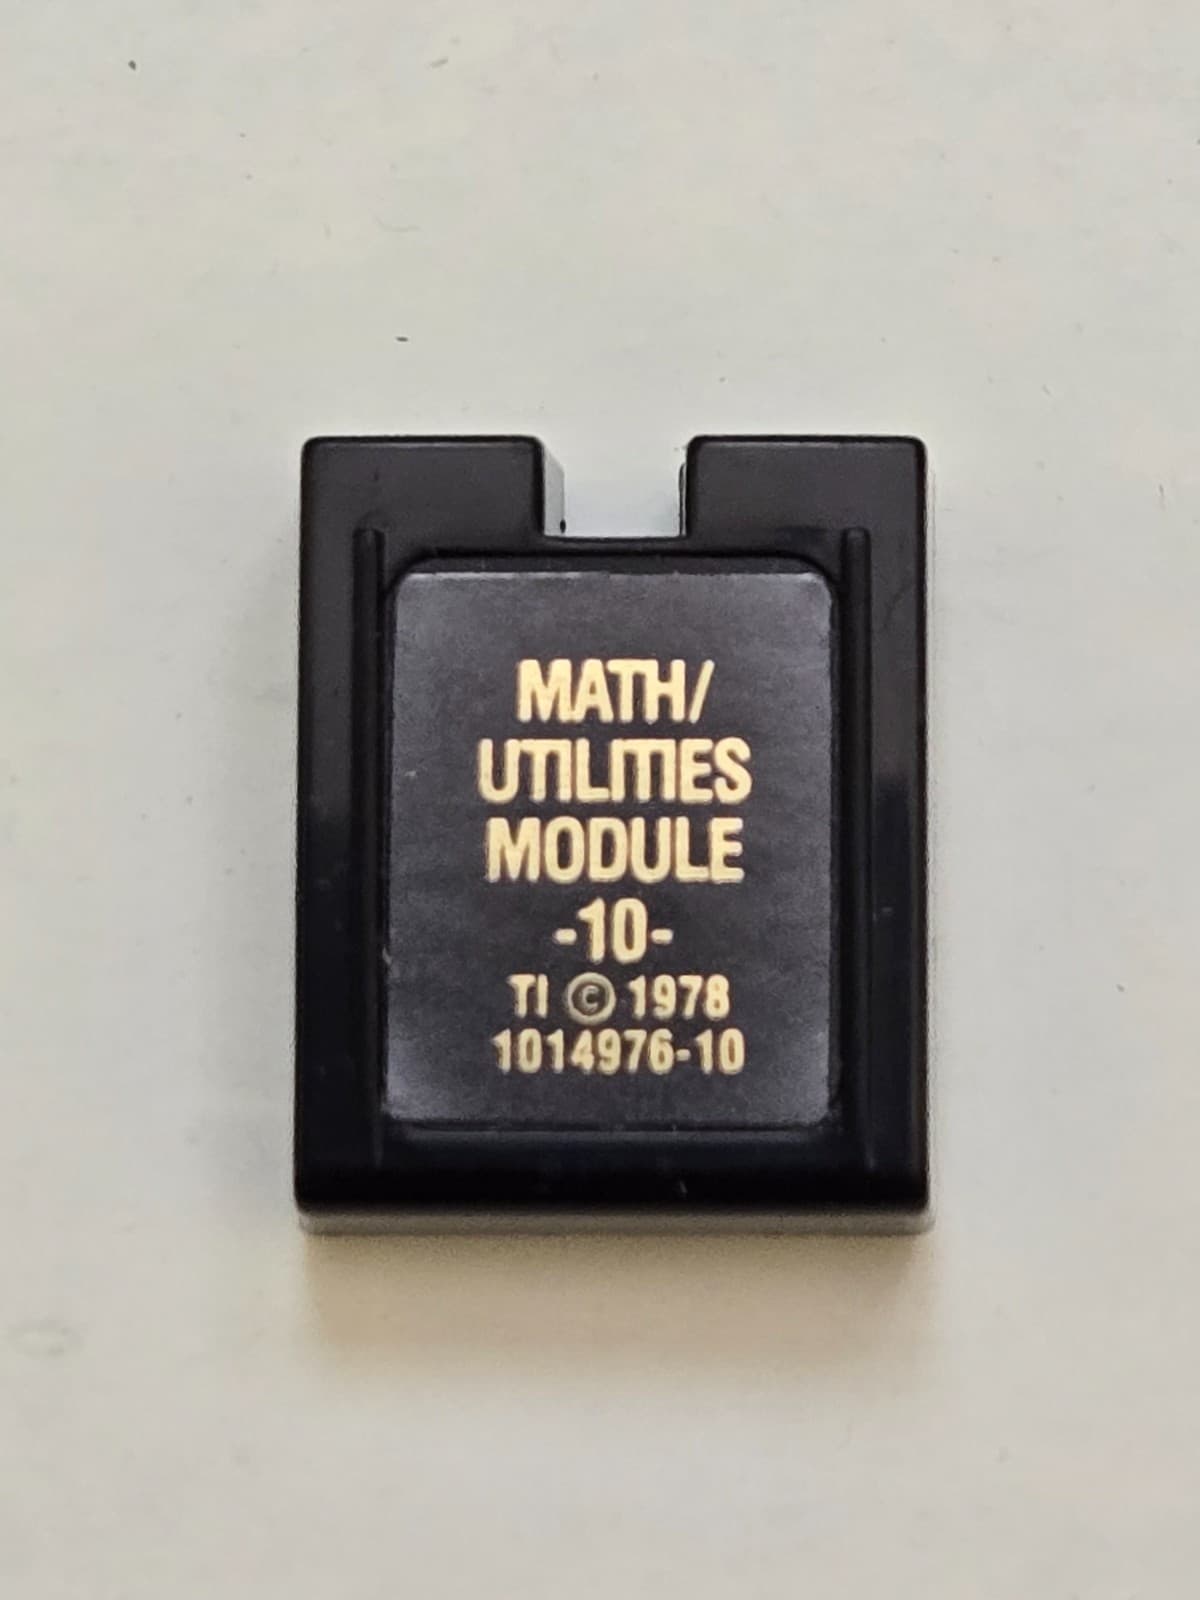 MATH/
UTILITIES
MODULE
-10-
TI © 1978
1014976-10